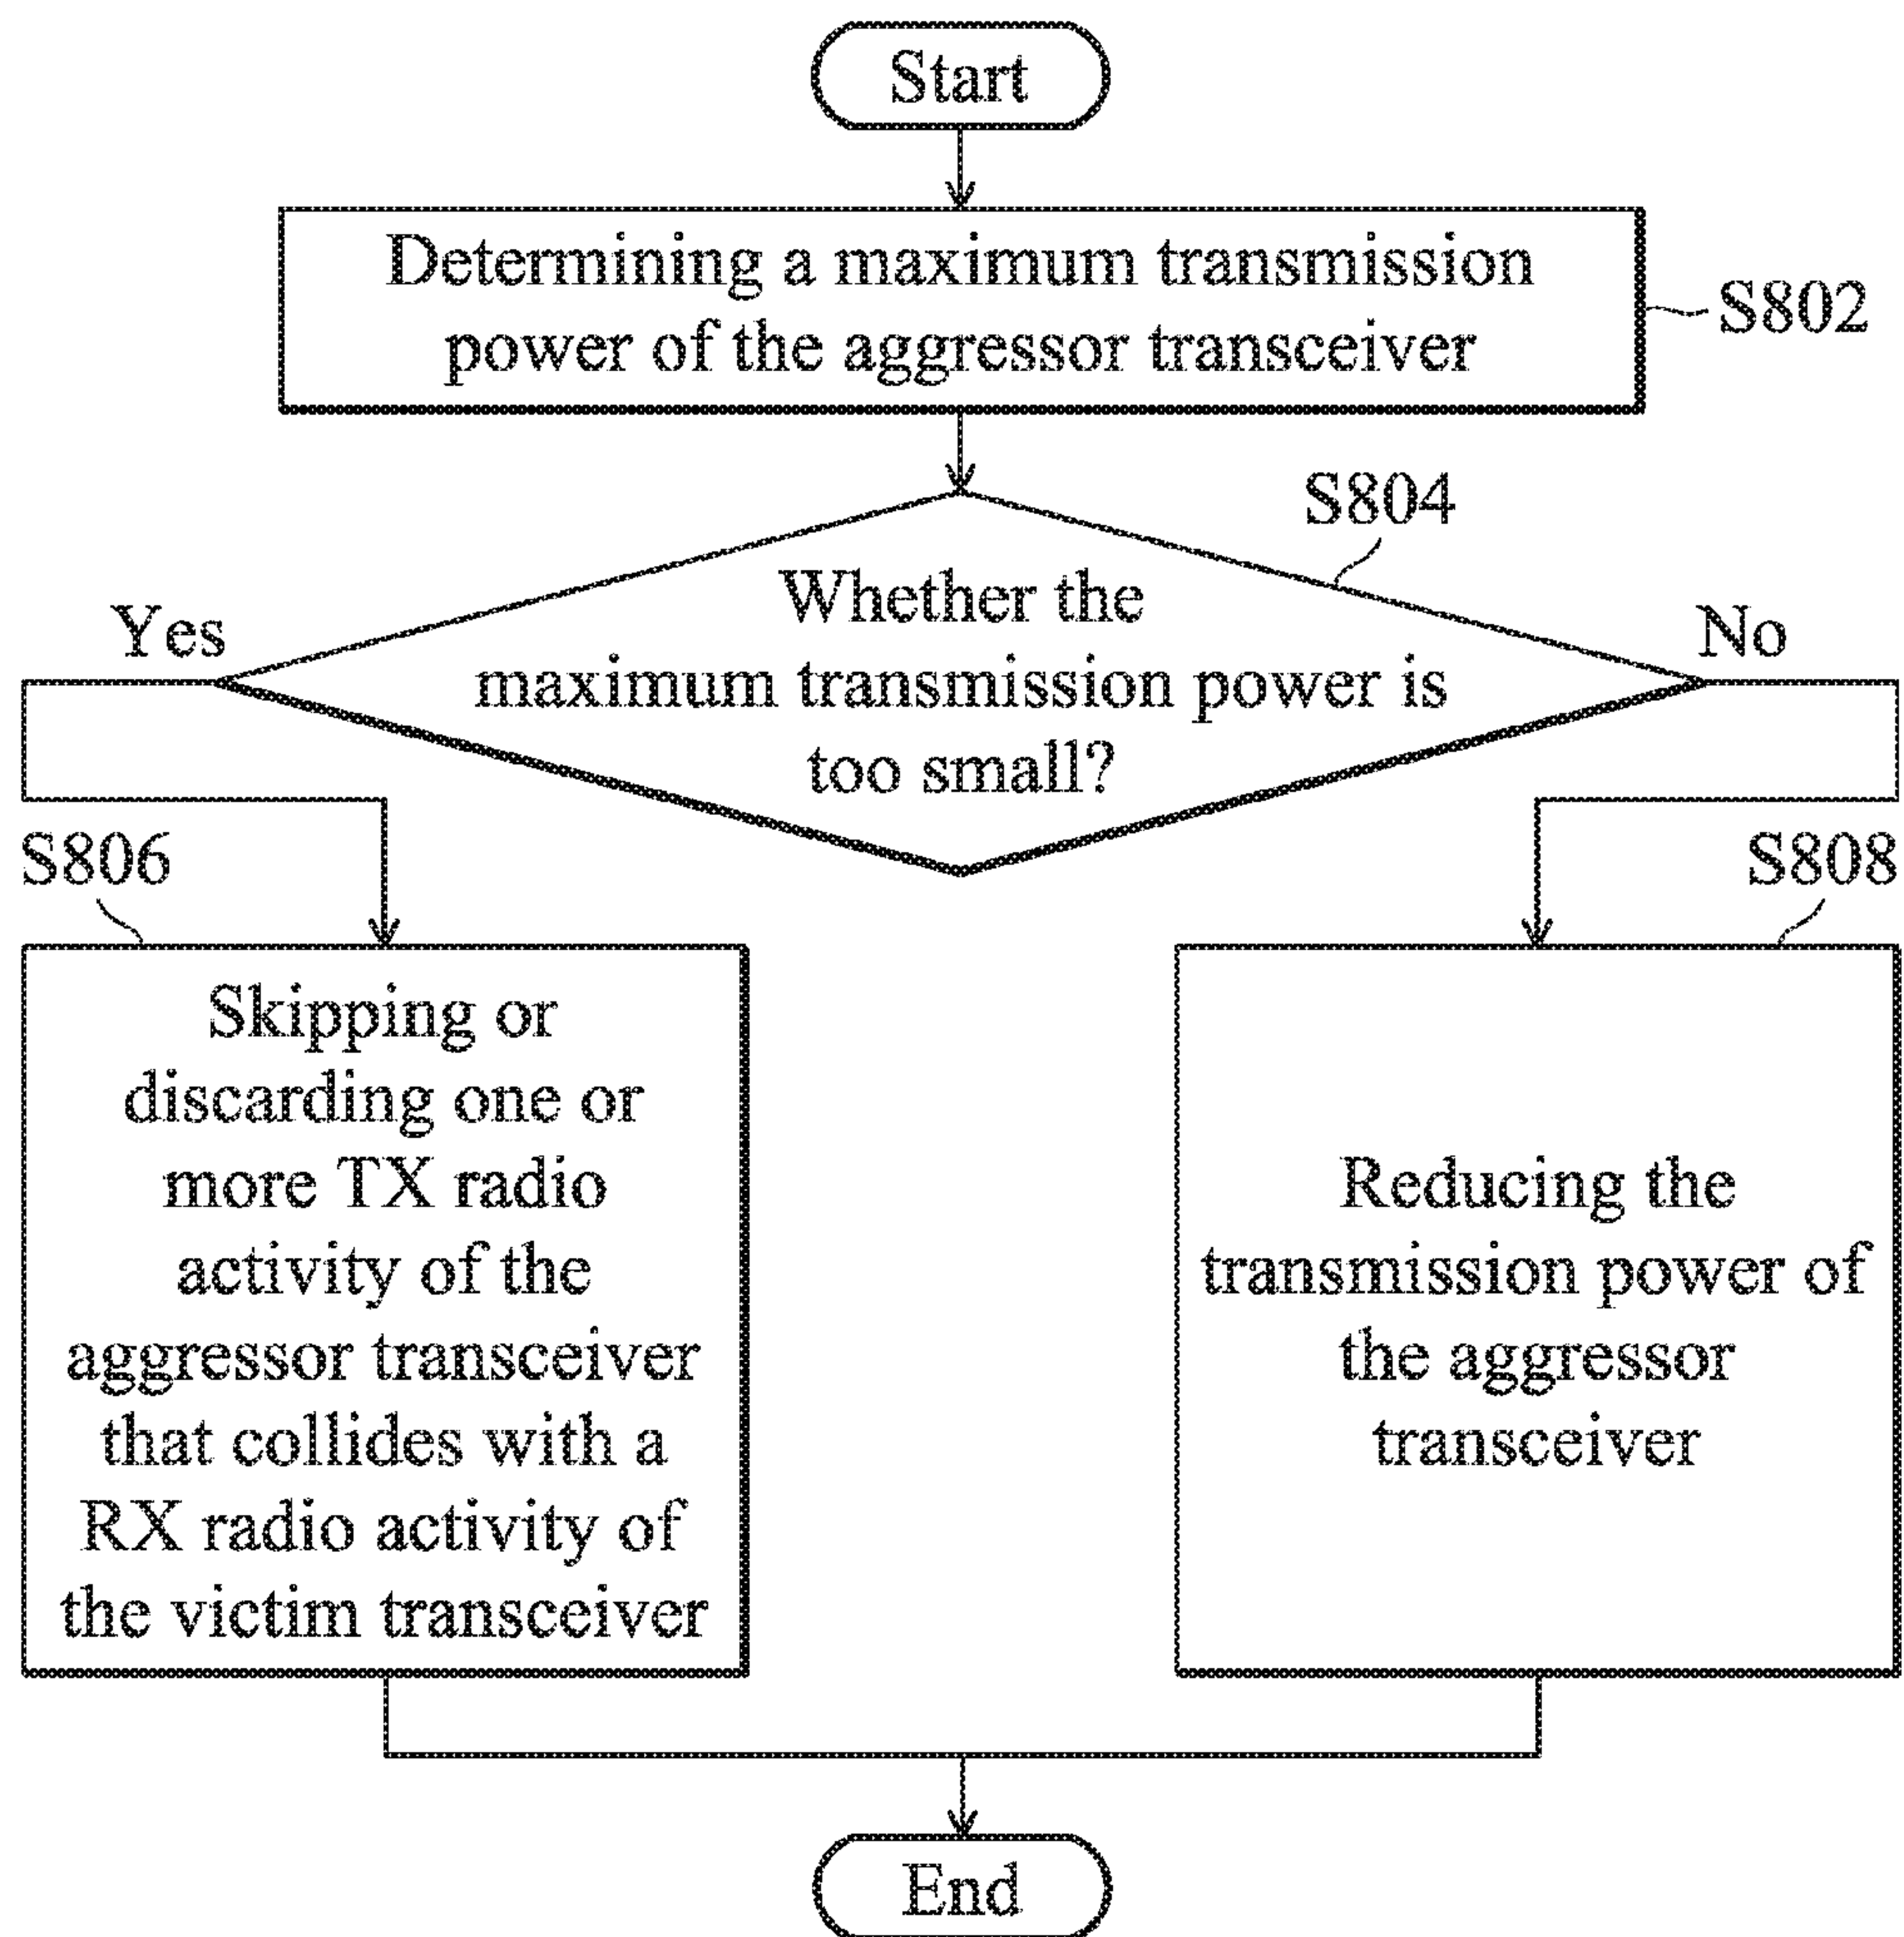 Start
Determining a maximum transmission
power of the aggressor transceiver
S802
S804
Whether the
maximum transmission power is
too small?
Yes
No
S806
Skipping or
discarding one or
more TX radio
activity of the
aggressor transceiver
that collides with a
RX radio activity of
the victim transceiver
S808
Reducing the
transmission power of
the aggressor
transceiver
End